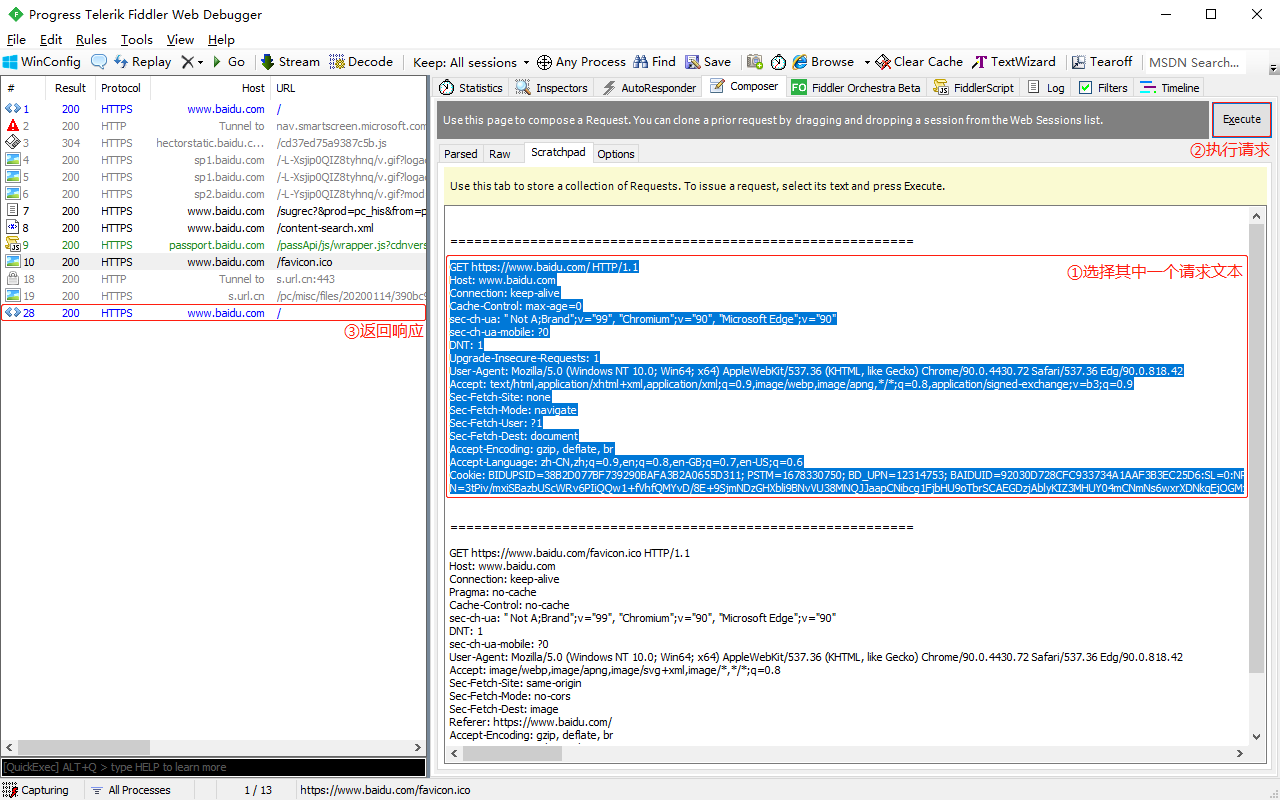 Progress Telerik Fiddler Web Debugger
File Edit Rules Tools View Help
WinConfig Replay Go Stream Decode Keep: All sessions Any Process Find Save Browse Clear Cache TextWizard Tearoff MSDN Search...
# Result Protocol Host URL
1 200 HTTPS www.baidu.com /
2 200 HTTP Tunnel to nav.smartscreen.microsoft.com
3 304 HTTPS hectorstatic.baidu.c... /cd37ed75a9387c5b.js
4 200 HTTPS sp1.baidu.com /-L-Xsjip0QIZ8tyhnq/v.gif?logac
5 200 HTTPS sp1.baidu.com /-L-Xsjip0QIZ8tyhnq/v.gif?logac
6 200 HTTPS sp2.baidu.com /-L-Ysjip0QIZ8tyhnq/v.gif?mod
7 200 HTTPS www.baidu.com /sugrec?&prod=pc_his&from=p
8 200 HTTPS www.baidu.com /content-search.xml
9 200 HTTPS passport.baidu.com /passApi/js/wrapper.js?cdnvers
10 200 HTTPS www.baidu.com /favicon.ico
18 200 HTTP Tunnel to s.url.cn:443
19 200 HTTPS s.url.cn /pc/misc/files/20200114/390bc9
28 200 HTTPS www.baidu.com /
③返回响应
[QuickExec] ALT+Q > type HELP to learn more
Statistics Inspectors AutoResponder Composer FO Fiddler Orchestra Beta FiddlerScript Log Filters Timeline
Use this page to compose a Request. You can clone a prior request by dragging and dropping a session from the Web Sessions list.
Execute
②执行请求
Parsed Raw Scratchpad Options
Use this tab to store a collection of Requests. To issue a request, select its text and press Execute.
==========================================================
①选择其中一个请求文本
GET https://www.baidu.com/ HTTP/1.1
Host: www.baidu.com
Connection: keep-alive
Cache-Control: max-age=0
sec-ch-ua: " Not A;Brand";v="99", "Chromium";v="90", "Microsoft Edge";v="90"
sec-ch-ua-mobile: ?0
DNT: 1
Upgrade-Insecure-Requests: 1
User-Agent: Mozilla/5.0 (Windows NT 10.0; Win64; x64) AppleWebKit/537.36 (KHTML, like Gecko) Chrome/90.0.4430.72 Safari/537.36 Edg/90.0.818.42
Accept: text/html,application/xhtml+xml,application/xml;q=0.9,image/webp,image/apng,*/*;q=0.8,application/signed-exchange;v=b3;q=0.9
Sec-Fetch-Site: none
Sec-Fetch-Mode: navigate
Sec-Fetch-User: ?1
Sec-Fetch-Dest: document
Accept-Encoding: gzip, deflate, br
Accept-Language: zh-CN,zh;q=0.9,en;q=0.8,en-GB;q=0.7,en-US;q=0.6
Cookie: BIDUPSID=38B2D077BF739290BAFA3B2A0655D311; PSTM=1678330750; BD_UPN=12314753; BAIDUID=92030D728CFC933734A1AAF3B3EC25D6:SL=0:NF
==========================================================
GET https://www.baidu.com/favicon.ico HTTP/1.1
Host: www.baidu.com
Connection: keep-alive
Pragma: no-cache
Cache-Control: no-cache
sec-ch-ua: " Not A;Brand";v="99", "Chromium";v="90", "Microsoft Edge";v="90"
DNT: 1
sec-ch-ua-mobile: ?0
User-Agent: Mozilla/5.0 (Windows NT 10.0; Win64; x64) AppleWebKit/537.36 (KHTML, like Gecko) Chrome/90.0.4430.72 Safari/537.36 Edg/90.0.818.42
Accept: image/webp,image/apng,image/svg+xml,image/*,*/*;q=0.8
Sec-Fetch-Site: same-origin
Sec-Fetch-Mode: no-cors
Sec-Fetch-Dest: image
Referer: https://www.baidu.com/
Accept-Encoding: gzip, deflate, br
Capturing All Processes 1 / 13 https://www.baidu.com/favicon.ico